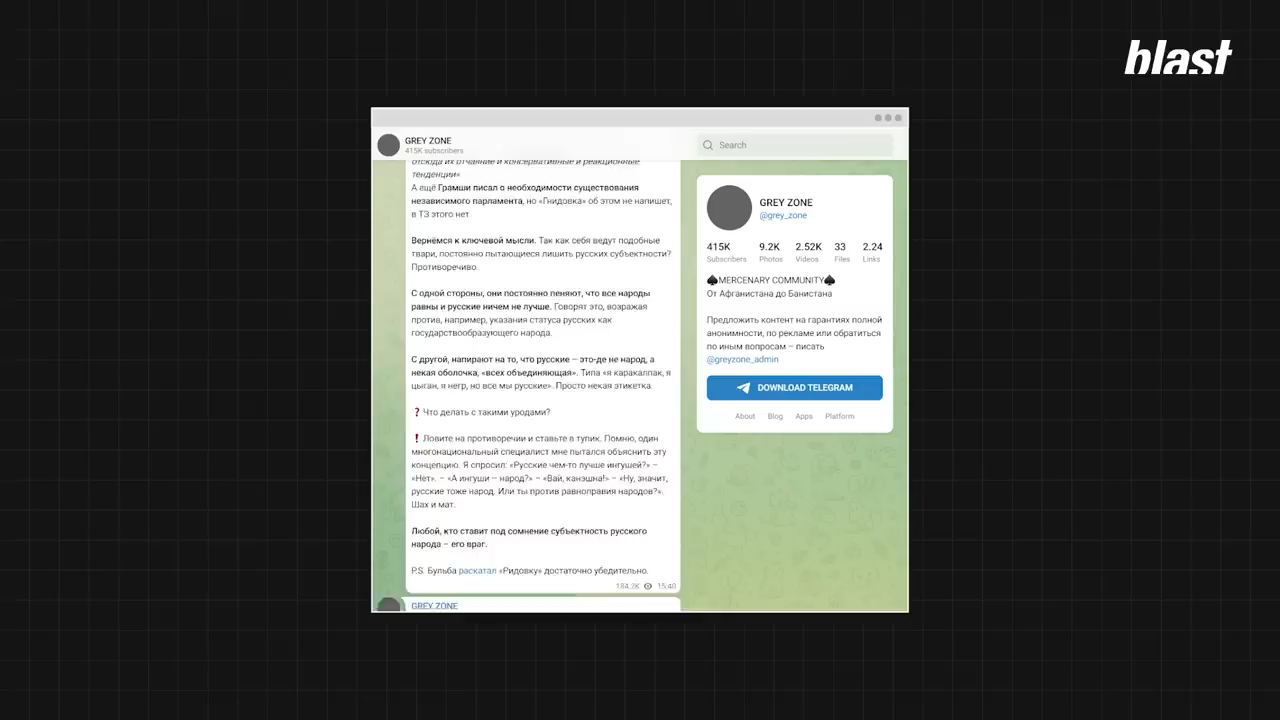 blast
GREY ZONE
415K subscribers
Search
отсюда их отчаяние и консервативные и реакционные
тенденции»
А ещё Грамши писал о необходимости существования
независимого парламента, но «Гнидовка» об этом не напишет,
в ТЗ этого нет.
Вернёмся к ключевой мысли. Так как себя ведут подобные
твари, постоянно пытающиеся лишить русских субъектности?
Противоречиво.
С одной стороны, они постоянно пеняют, что все народы
равны и русские ничем не лучше. Говорят это, возражая
против, например, указания статуса русских как
государствообразующего народа.
С другой, напирают на то, что русские – это-де не народ, а
некая оболочка, «всех объединяющая». Типа «я каракалпак, я
цыган, я негр, но все мы русские». Просто некая этикетка.
❓ Что делать с такими уродами?
❗ Ловите на противоречии и ставьте в тупик. Помню, один
многонациональный специалист мне пытался объяснить эту
концепцию. Я спросил: «Русские чем-то лучше ингушей?» –
«Нет». – «А ингуши – народ?» – «Вай, канэшна!» – «Ну, значит,
русские тоже народ. Или ты против равноправия народов?».
Шах и мат.
Любой, кто ставит под сомнение субъектность русского
народа – его враг.
P.S. Бульба раскатал «Ридовку» достаточно убедительно.
184.2K 15:40
GREY ZONE
GREY ZONE
@grey_zone
415K 9.2K 2.52K 33 2.24
Subscribers Photos Videos Files Links
♠MERCENARY COMMUNITY♠
От Афганистана до Банистана
Предложить контент на гарантиях полной
анонимности, по рекламе или обратиться
по иным вопросам – писать
@greyzone_admin
DOWNLOAD TELEGRAM
About Blog Apps Platform